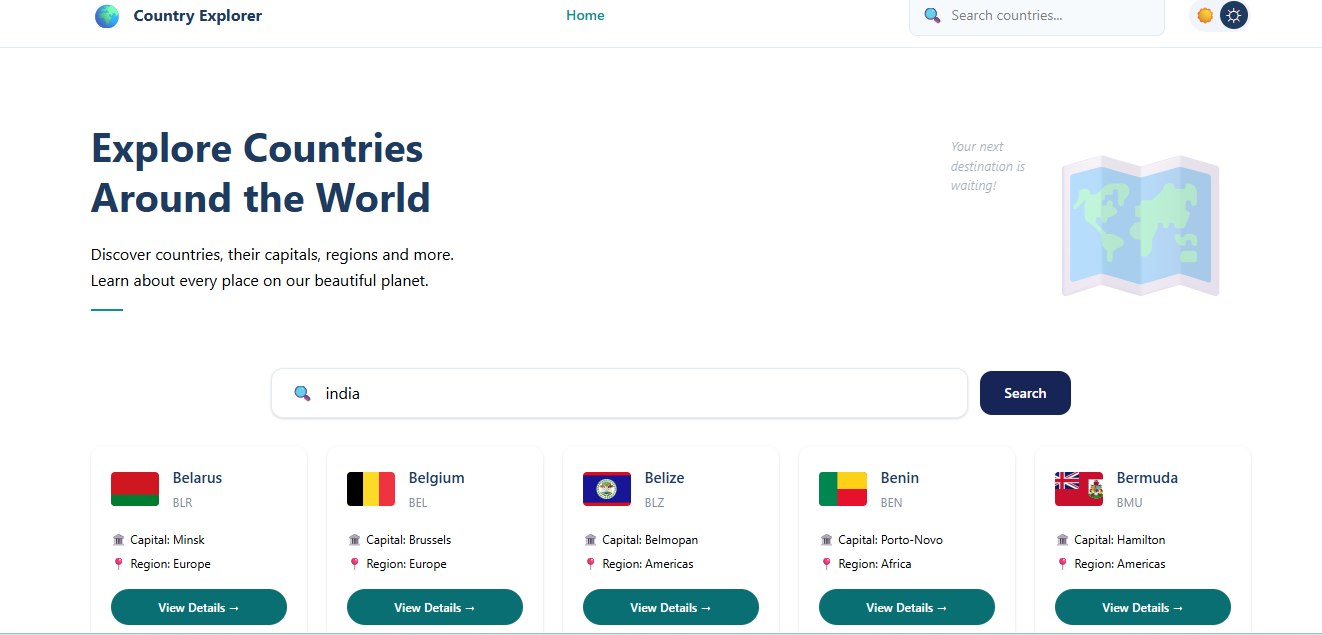 Country Explorer
Home
Search countries...
Explore Countries
Around the World
Your next
destination is
waiting!
Discover countries, their capitals, regions and more.
Learn about every place on our beautiful planet.
india
Search
Belarus
BLR
Capital: Minsk
Region: Europe
View Details →
Belgium
BEL
Capital: Brussels
Region: Europe
View Details →
Belize
BLZ
Capital: Belmopan
Region: Americas
View Details →
Benin
BEN
Capital: Porto-Novo
Region: Africa
View Details →
Bermuda
BMU
Capital: Hamilton
Region: Americas
View Details →